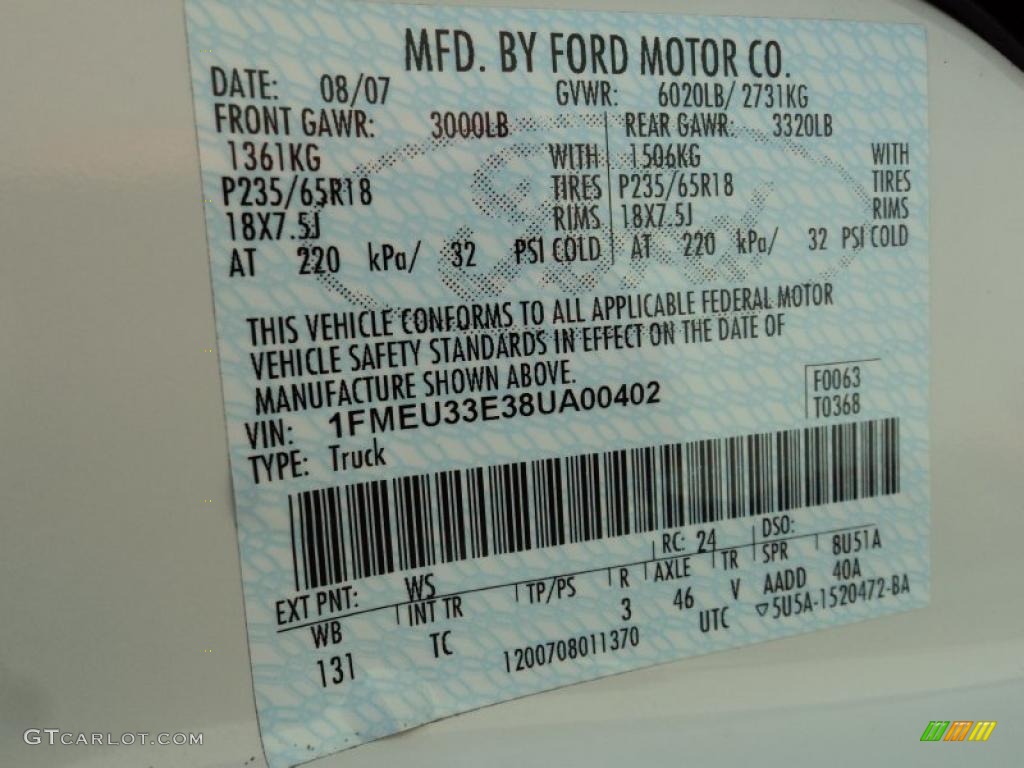 MFD. BY FORD MOTOR CO.
DATE: 08/07 GVWR: 6020LB/ 2731KG
FRONT GAWR: 3000LB REAR GAWR: 3320LB
1361KG WITH 1506KG WITH
P235/65R18 TIRES P235/65R18 TIRES
18X7.5J RIMS 18X7.5J RIMS
AT 220 kPa/ 32 PSI COLD AT 220 kPa/ 32 PSI COLD
THIS VEHICLE CONFORMS TO ALL APPLICABLE FEDERAL MOTOR
VEHICLE SAFETY STANDARDS IN EFFECT ON THE DATE OF
MANUFACTURE SHOWN ABOVE.
VIN: 1FMEU33E38UA00402 F0063
TYPE: Truck T0368
EXT PNT: WS RC: 24 DSO:
WB INT TR TP/PS R AXLE TR SPR 8U51A
131 TC 3 46 V AADD 40A
1200708011370 UTC ▽5U5A-1520472-BA
Ford
GTCARLOT.COM